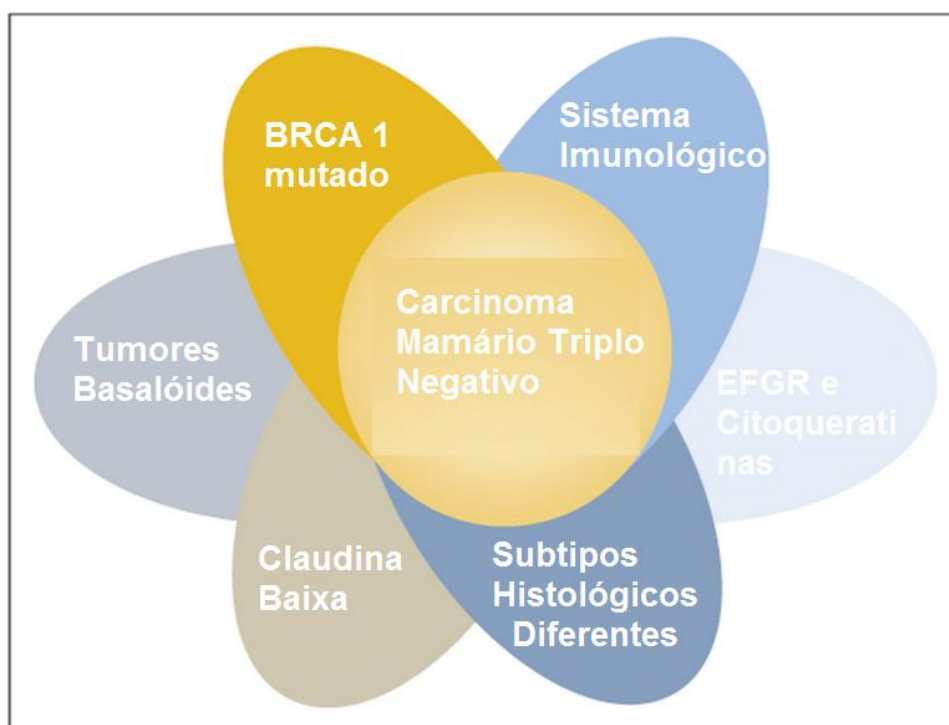 BRCA 1
mutado
Sistema
Imunológico
Carcinoma
Mamário Triplo
Negativo
Tumores
Basalóides
EFGR e
Citoquerati
nas
Claudina
Baixa
Subtipos
Histológicos
Diferentes